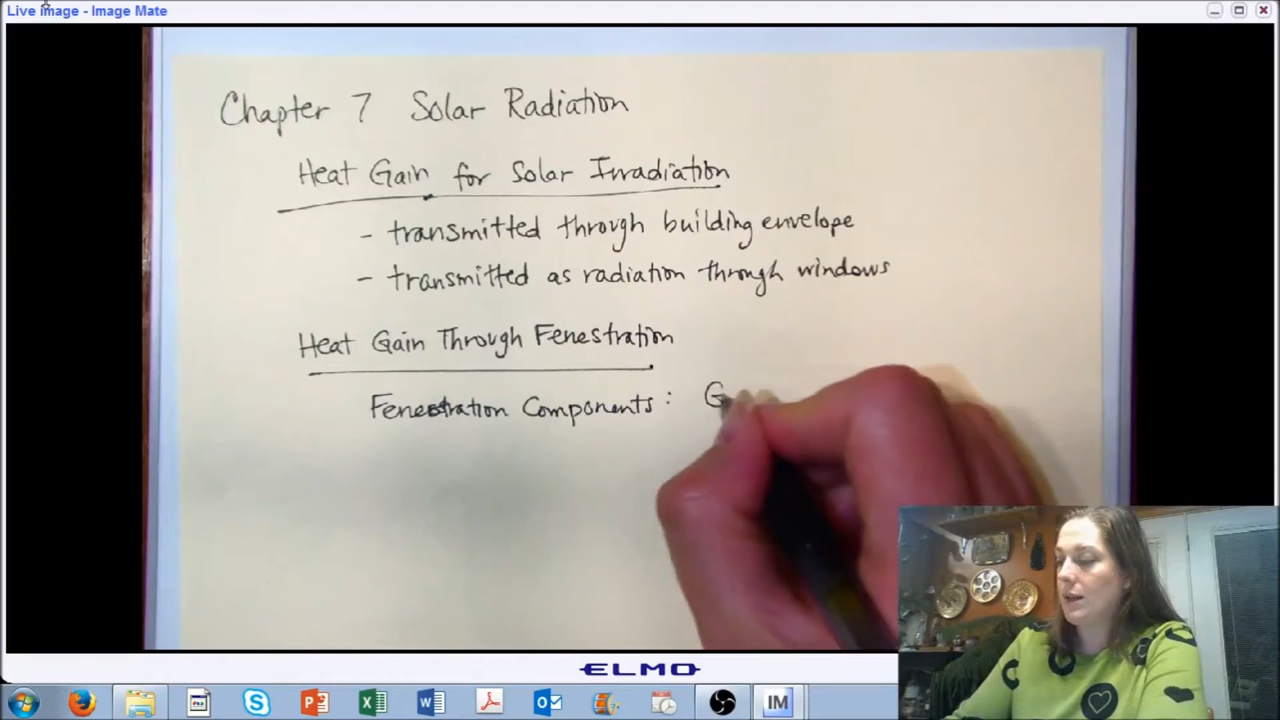 Live image - Image Mate
Chapter 7 Solar Radiation
Heat Gain for Solar Irradiation
- transmitted through building envelope
- transmitted as radiation through windows
Heat Gain Through Fenestration
Fenestration Components: G
ELMO
IM